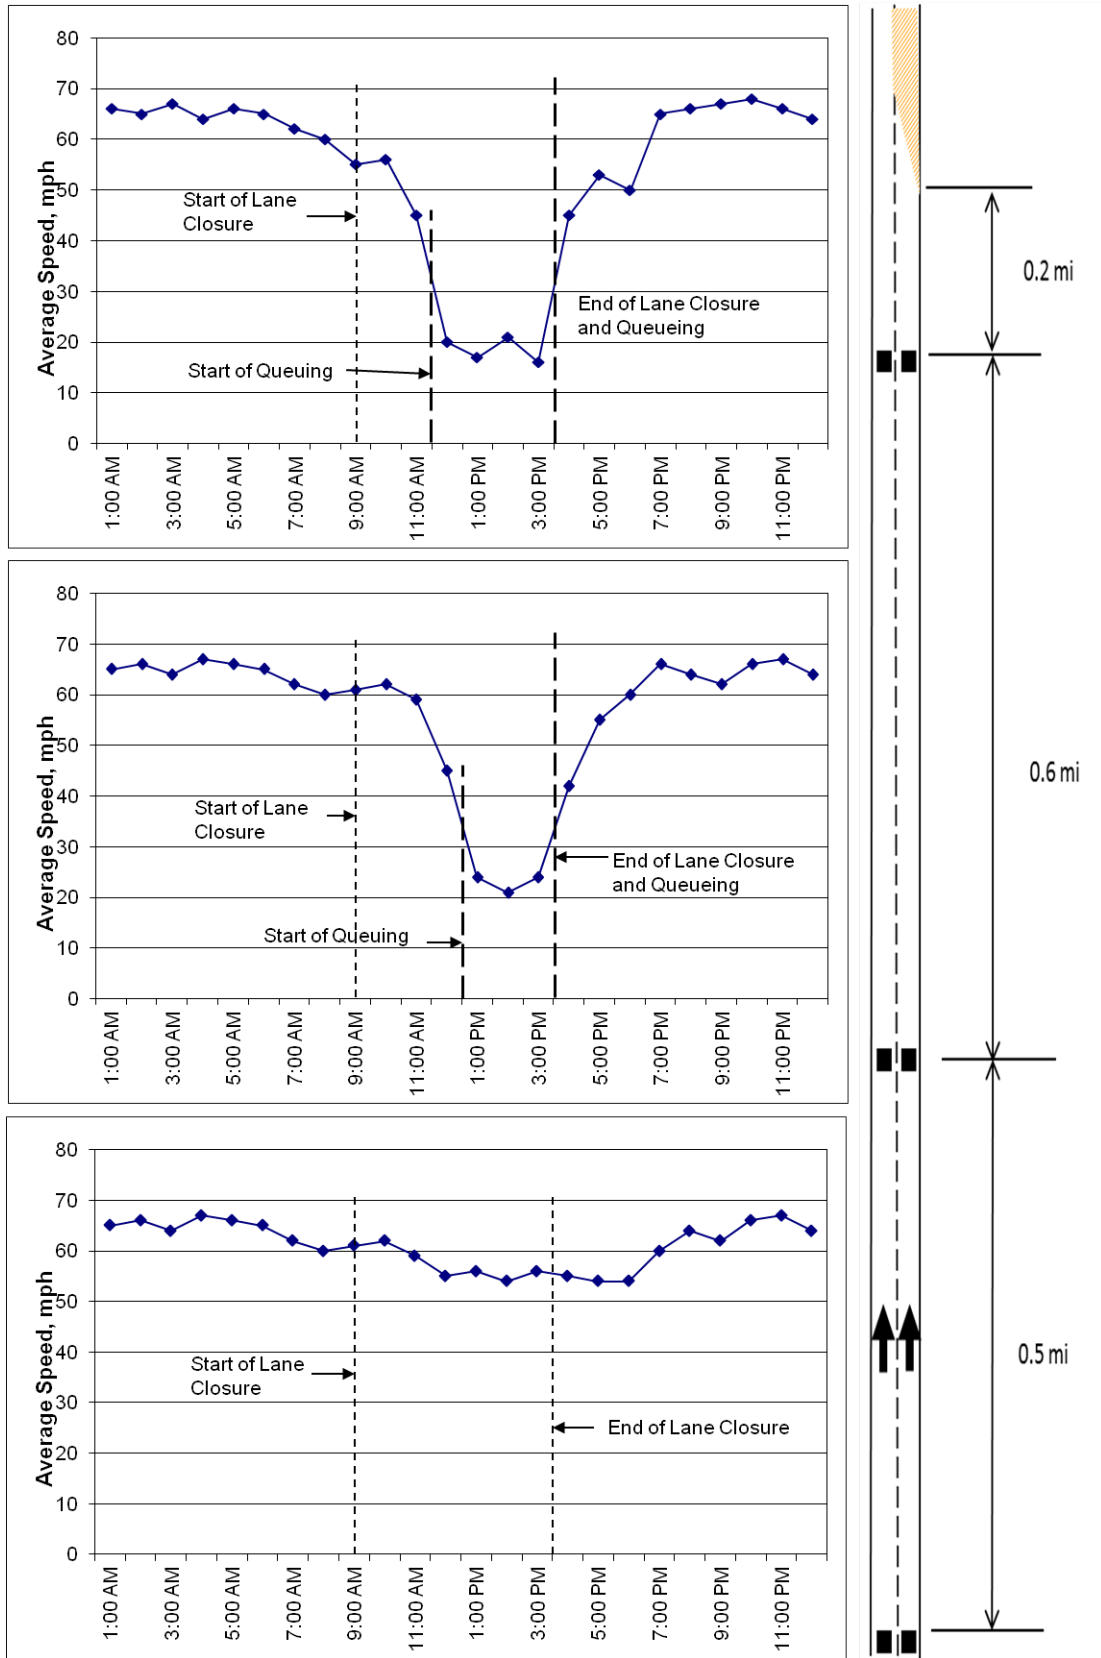 80
70
60
50
40
30
20
10
0
Average Speed, mph
Start of Lane
Closure
Start of Queuing
End of Lane Closure
and Queueing
1:00 AM
3:00 AM
5:00 AM
7:00 AM
9:00 AM
11:00 AM
1:00 PM
3:00 PM
5:00 PM
7:00 PM
9:00 PM
11:00 PM
80
70
60
50
40
30
20
10
0
Average Speed, mph
Start of Lane
Closure
Start of Queuing
End of Lane Closure
and Queueing
1:00 AM
3:00 AM
5:00 AM
7:00 AM
9:00 AM
11:00 AM
1:00 PM
3:00 PM
5:00 PM
7:00 PM
9:00 PM
11:00 PM
80
70
60
50
40
30
20
10
0
Average Speed, mph
Start of Lane
Closure
End of Lane Closure
1:00 AM
3:00 AM
5:00 AM
7:00 AM
9:00 AM
11:00 AM
1:00 PM
3:00 PM
5:00 PM
7:00 PM
9:00 PM
11:00 PM
0.2 mi
0.6 mi
0.5 mi